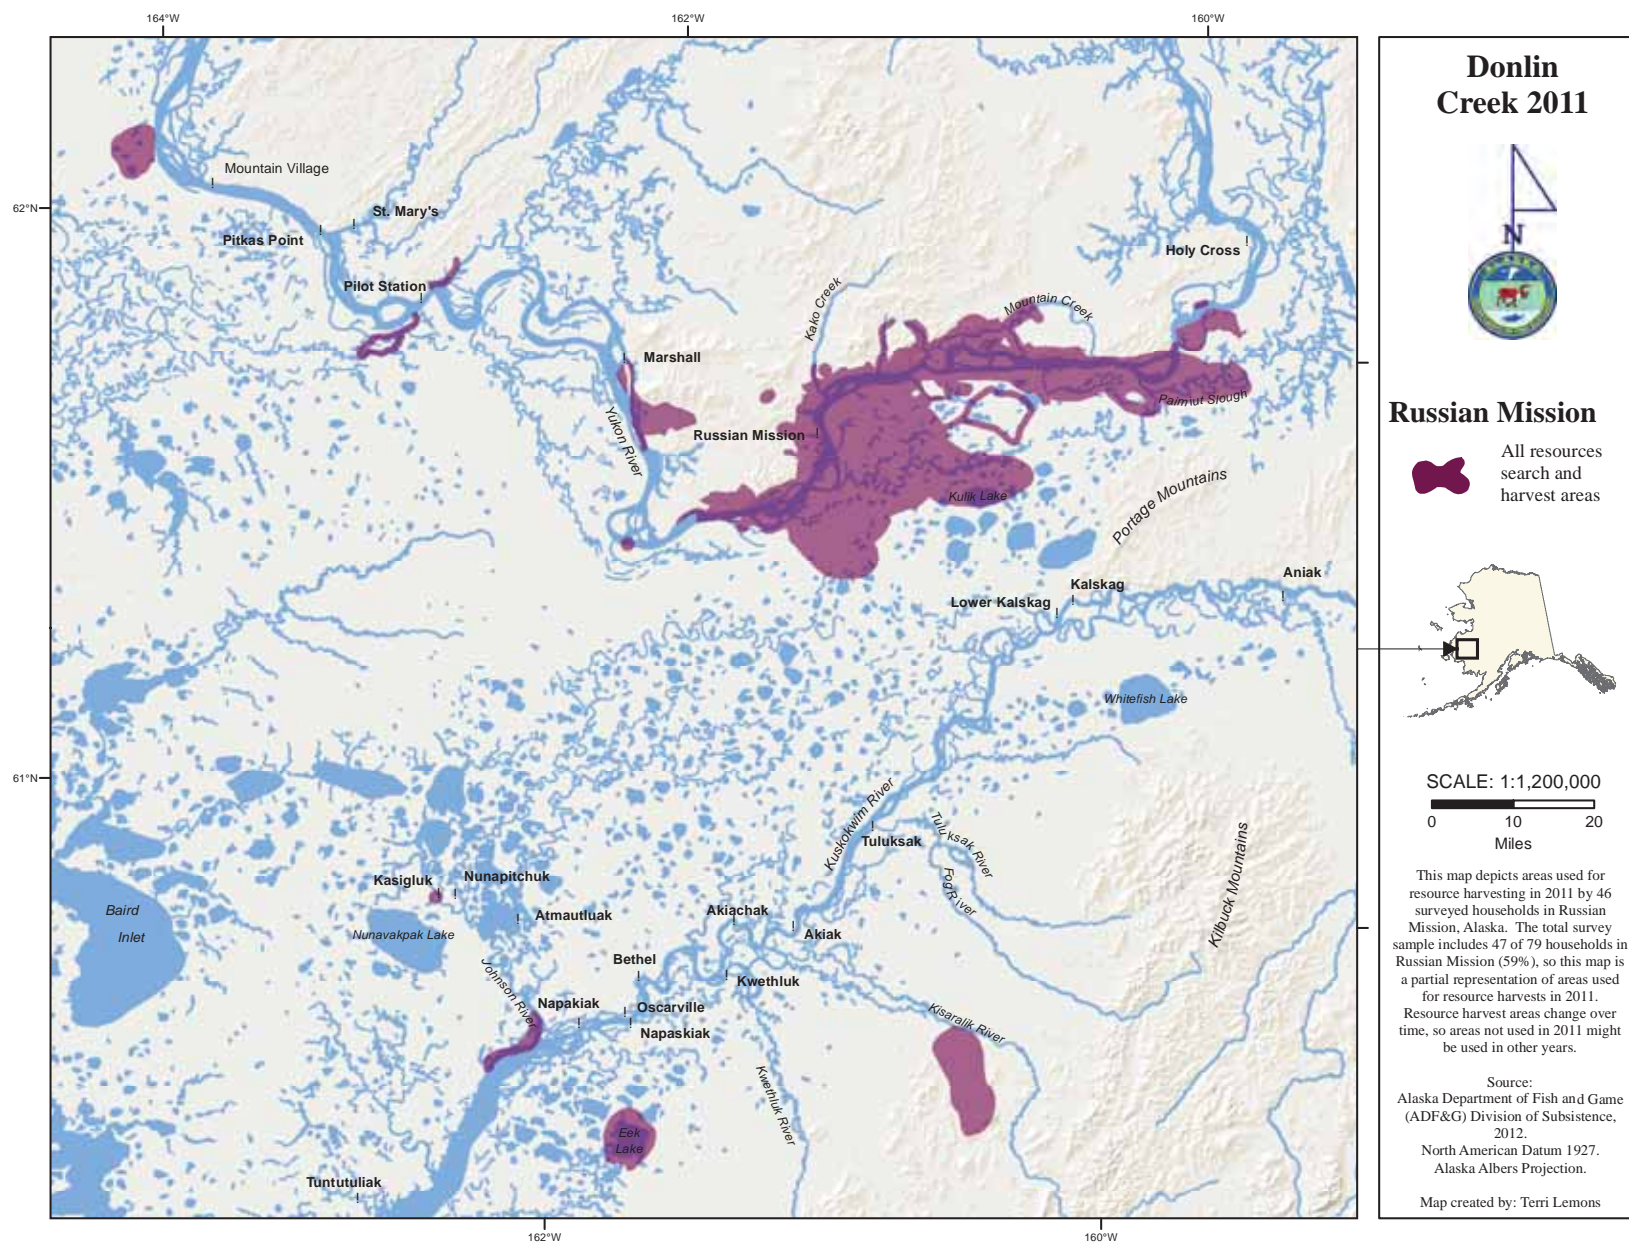 164°W
162°W
160°W
62°N
61°N
162°W
160°W
Mountain Village
St. Mary's
Pitkas Point
Pilot Station
Holy Cross
Kako Creek
Mountain Creek
Marshall
Yukon River
Russian Mission
Paimiut Slough
Kulik Lake
Portage Mountains
Aniak
Kalskag
Lower Kalskag
Whitefish Lake
Kuskokwim River
Tuluksak
Tuluksak River
Fog River
Kilbuck Mountains
Kasigluk
Nunapitchuk
Atmautluak
Nunavakpak Lake
Baird
Inlet
Akiachak
Akiak
Bethel
Kwethluk
Johnson River
Napakiak
Oscarville
Napaskiak
Kisaralik River
Kwethluk River
Eek
Lake
Tuntutuliak
Donlin
Creek 2011
N
Russian Mission
All resources
search and
harvest areas
SCALE: 1:1,200,000
0 10 20
Miles
This map depicts areas used for
resource harvesting in 2011 by 46
surveyed households in Russian
Mission, Alaska. The total survey
sample includes 47 of 79 households in
Russian Mission (59%), so this map is
a partial representation of areas used
for resource harvests in 2011.
Resource harvest areas change over
time, so areas not used in 2011 might
be used in other years.
Source:
Alaska Department of Fish and Game
(ADF&G) Division of Subsistence,
2012.
North American Datum 1927.
Alaska Albers Projection.
Map created by: Terri Lemons